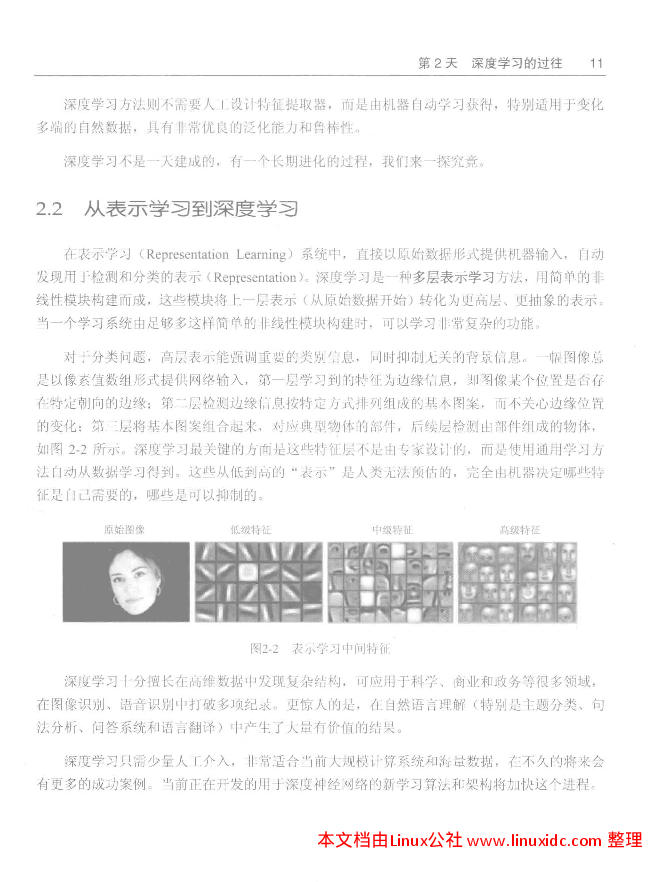 第 2 天 深度学习的过往 11
深度学习方法则不需要人工设计特征提取器，而是由机器自动学习获得，特别适用于变化
多端的自然数据，具有非常优良的泛化能力和鲁棒性。
深度学习不是一天建成的，有一个长期进化的过程，我们来一探究竟。
2.2 从表示学习到深度学习
在表示学习（Representation Learning）系统中，直接以原始数据形式提供机器输入，自动
发现用于检测和分类的表示（Representation）。深度学习是一种多层表示学习方法，用简单的非
线性模块构建而成，这些模块将上一层表示（从原始数据开始）转化为更高层、更抽象的表示。
当一个学习系统由足够多这样简单的非线性模块构建时，可以学习非常复杂的功能。
对于分类问题，高层表示能强调重要的类别信息，同时抑制无关的背景信息。一幅图像总
是以像素值数组形式提供网络输入，第一层学习到的特征为边缘信息，即图像某个位置是否存
在特定朝向的边缘；第二层检测边缘信息按特定方式排列组成的基本图案，而不关心边缘位置
的变化；第三层将基本图案组合起来，对应典型物体的部件，后续层检测由部件组成的物体，
如图 2-2 所示。深度学习最关键的方面是这些特征层不是由专家设计的，而是使用通用学习方
法自动从数据学习得到。这些从低到高的“表示”是人类无法预估的，完全由机器决定哪些特
征是自己需要的，哪些是可以抑制的。
原始图像 低级特征 中级特征 高级特征
图2-2 表示学习中间特征
深度学习十分擅长在高维数据中发现复杂结构，可应用于科学、商业和政务等很多领域，
在图像识别、语音识别中打破多项纪录。更惊人的是，在自然语言理解（特别是主题分类、句
法分析、问答系统和语言翻译）中产生了大量有价值的结果。
深度学习只需少量人工介入，非常适合当前大规模计算系统和海量数据，在不久的将来会
有更多的成功案例。当前正在开发的用于深度神经网络的新学习算法和架构将加快这个进程。
本文档由Linux公社 www.linuxidc.com 整理